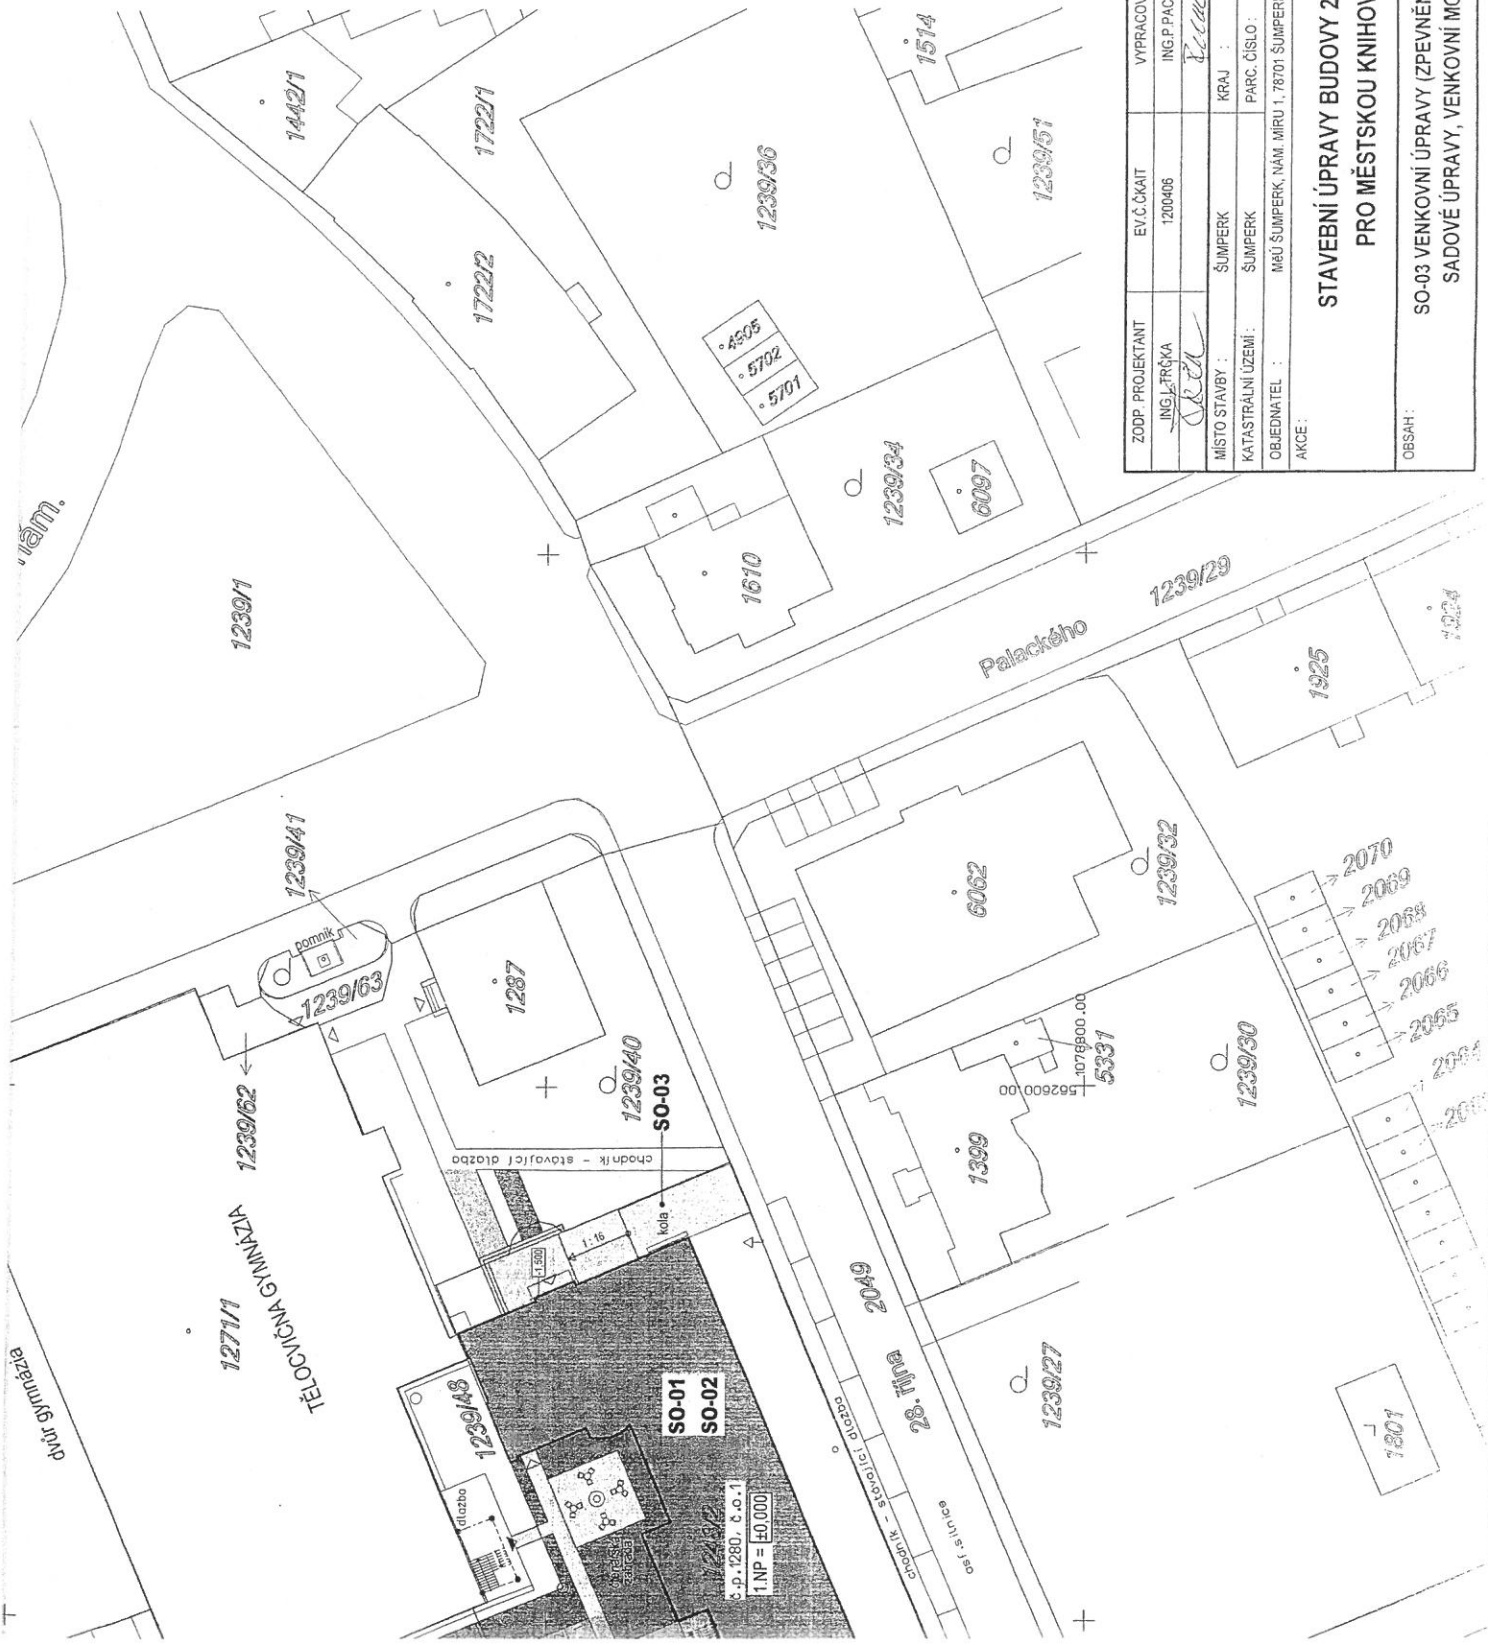 nám.
1442/1
1722/1
1722/2
1514
1239/36
1239/51
4905
5702
5701
1239/1
1610
1239/34
6097
Palackého
1239/29
1925
1239/41
pomník
1239/63
1239/62
1287
1239/40
SO-03
chodník - stávající dlažba
kola
1:16
-1,500
6062
1239/32
2070
2069
2068
2067
2066
2065
2064
1078800.00
562600.00
5331
1399
1239/30
dvůr gymnázia
1271/1
TĚLOCVIČNA GYMNÁZIA
1239/48
dlažba
SO-01
SO-02
č.p.1280, č.o.1
1.NP = ±0,000
2049
28. října
chodník - stávající dlažba
asf.silnice
1239/27
1801
ZODP. PROJEKTANT EV.Č.ČKAIT
ING.L.TRČKA 1200406 ING.P.PAC
MÍSTO STAVBY : ŠUMPERK KRAJ :
KATASTRÁLNÍ ÚZEMÍ : ŠUMPERK PARC. ČÍSLO :
OBJEDNATEL : MěÚ ŠUMPERK, NÁM. MÍRU 1, 78701 ŠUMPERK
AKCE :
STAVEBNÍ ÚPRAVY BUDOVY 2
PRO MĚSTSKOU KNIHOV
OBSAH :
SO-03 VENKOVNÍ ÚPRAVY (ZPEVNĚN
SADOVÉ ÚPRAVY, VENKOVNÍ MO